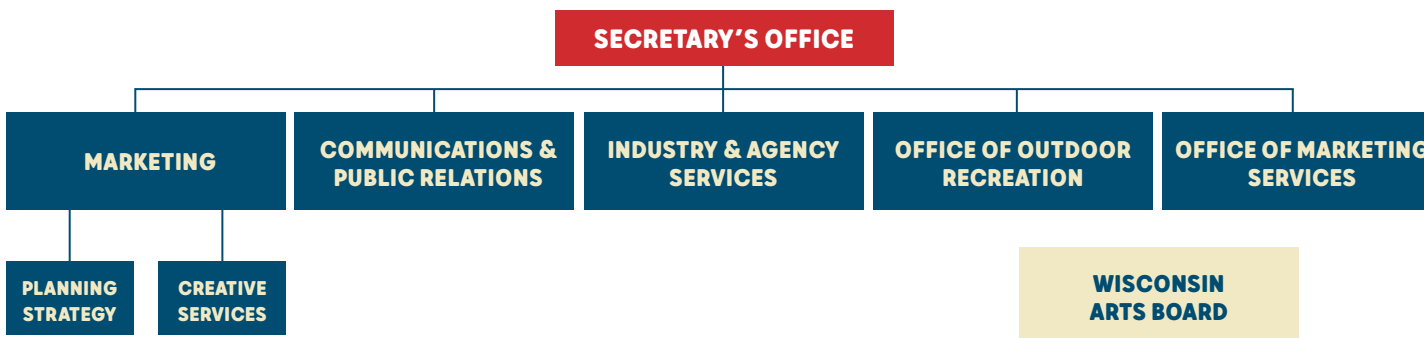 SECRETARY'S OFFICE
MARKETING
COMMUNICATIONS &
PUBLIC RELATIONS
INDUSTRY & AGENCY
SERVICES
OFFICE OF OUTDOOR
RECREATION
OFFICE OF MARKETING
SERVICES
PLANNING
STRATEGY
CREATIVE
SERVICES
WISCONSIN
ARTS BOARD